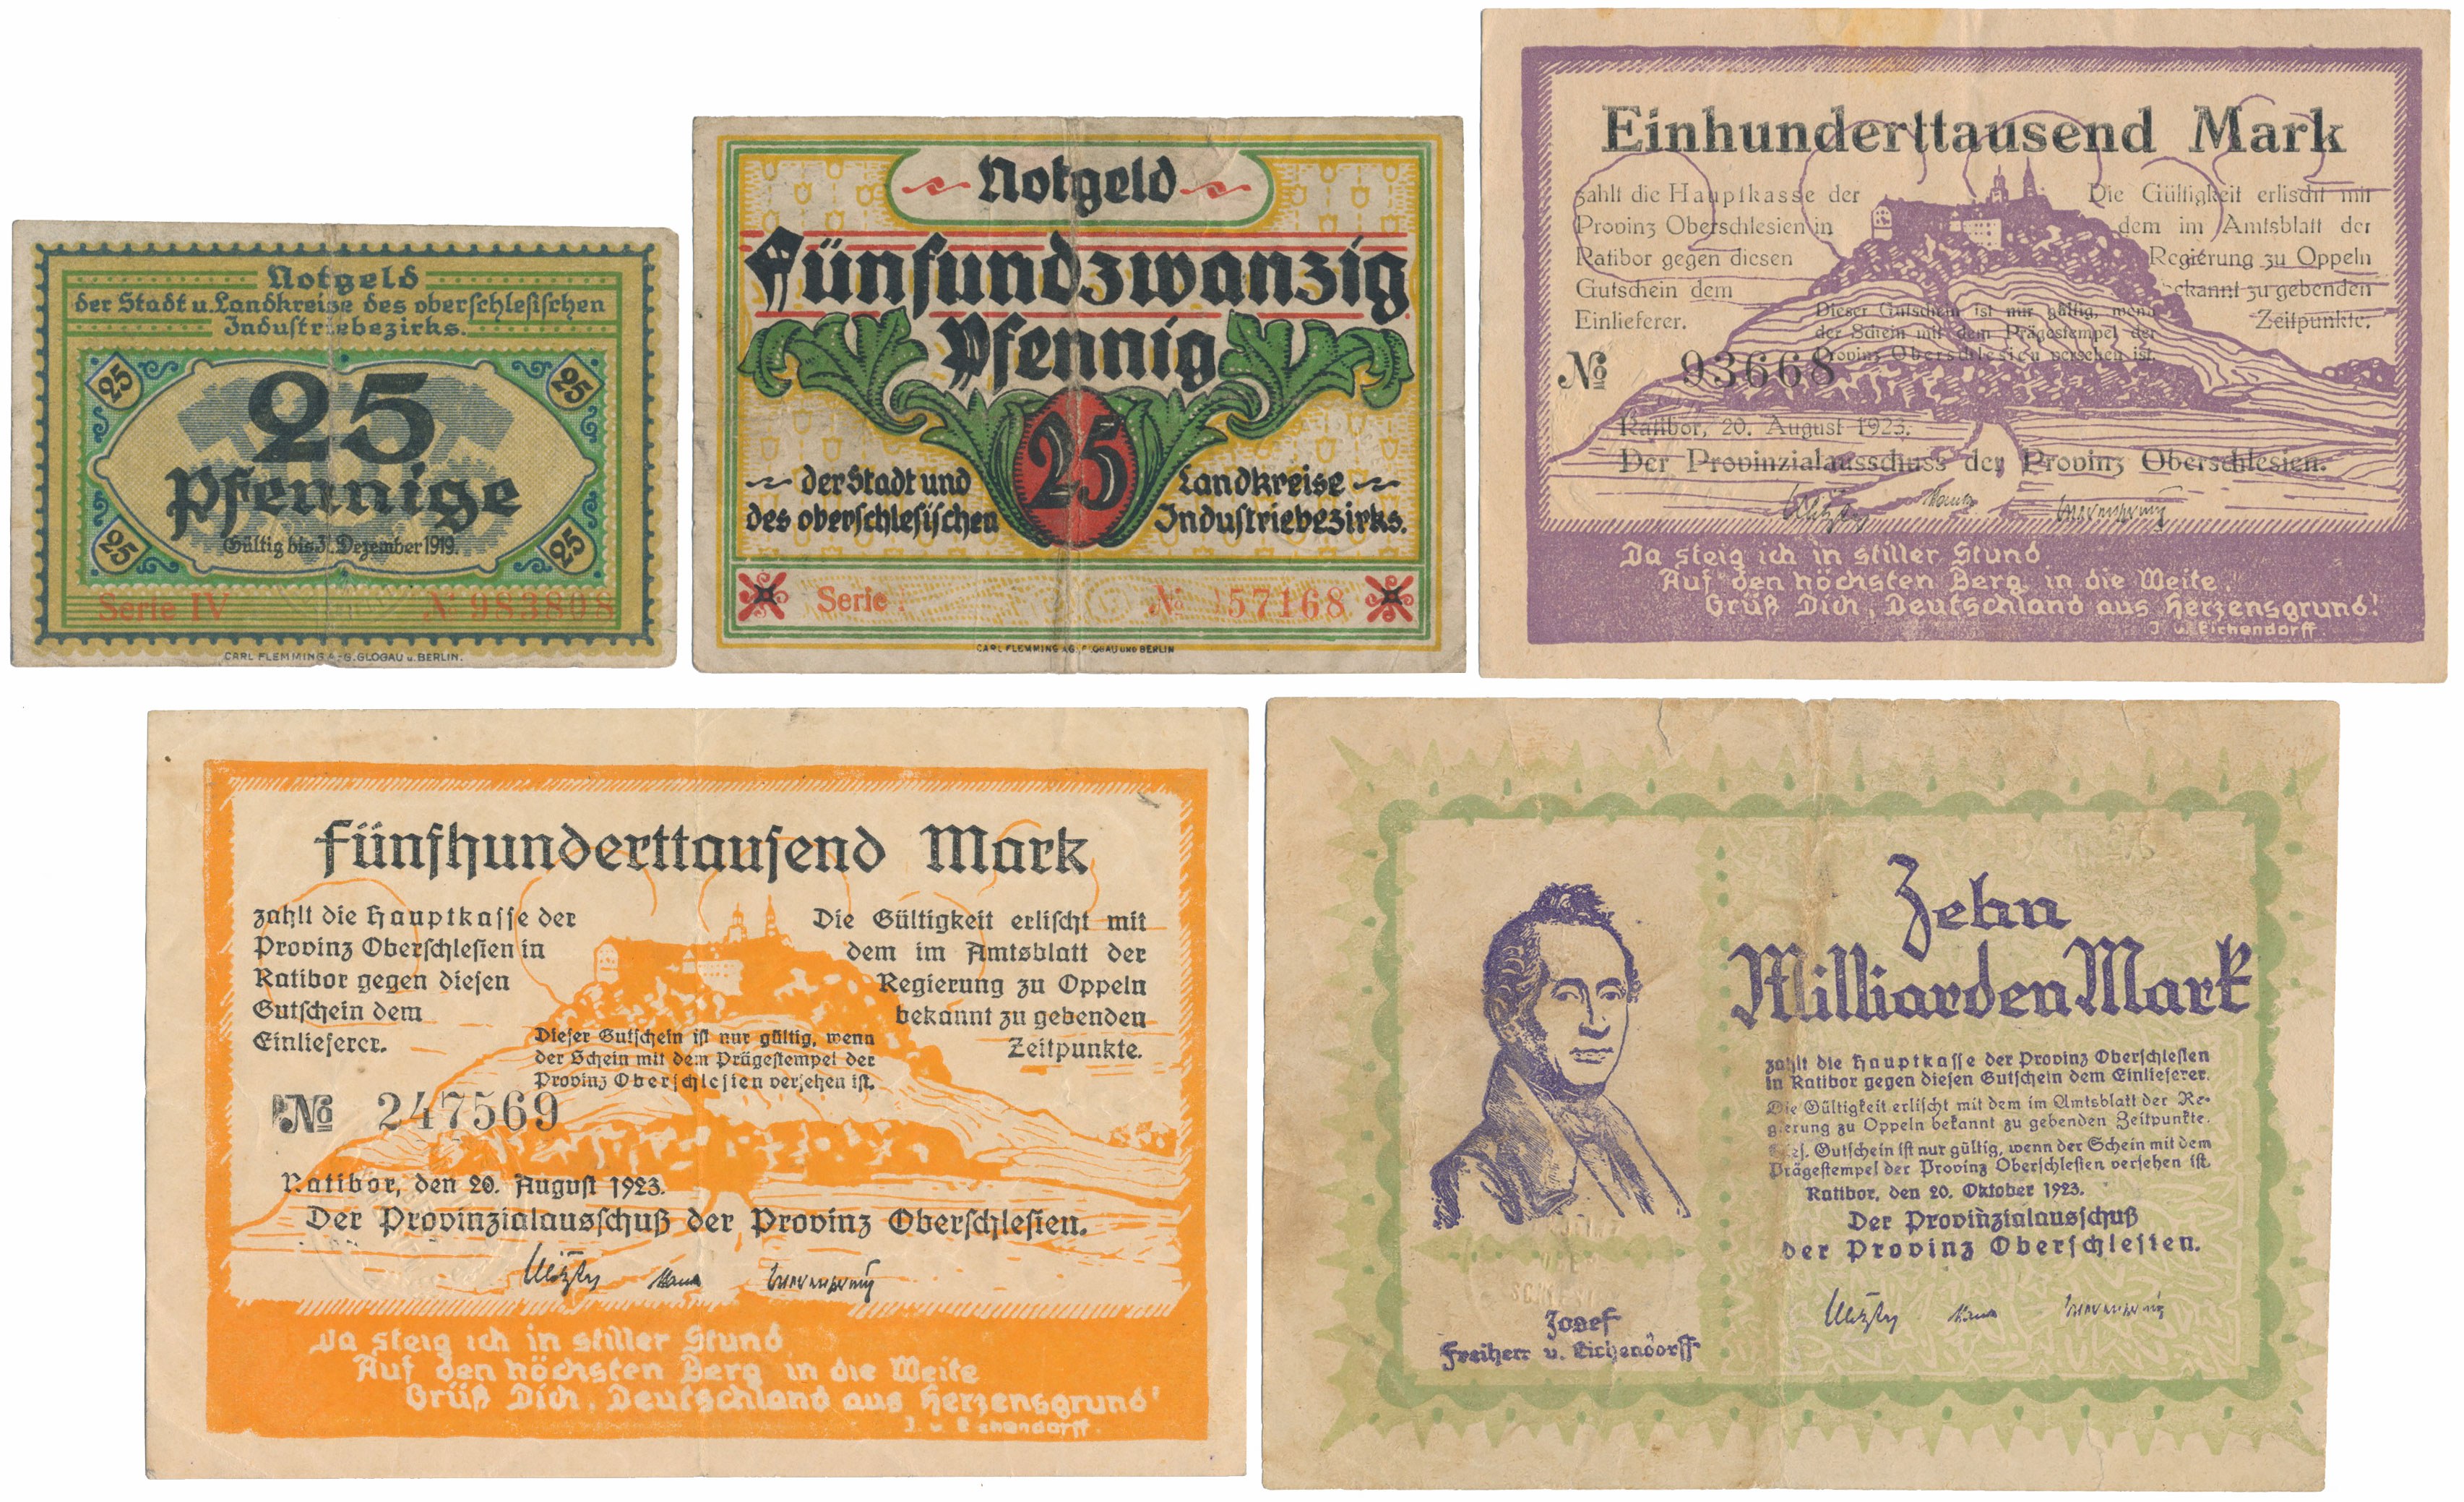 Notgeld
der Stadt u. Landkreise des oberschlesischen
Industriebezirks.
25
25
25
Pfennige
25
25
Gültig bis 31. Dezember 1919.
Serie IV № 983808
CARL FLEMMING A-G. GLOGAU u. BERLIN.
Notgeld
Fünfundzwanzig
Pfennig
25
der Stadt und Landkreise
des oberschlesischen Industriebezirks.
Serie № 57168
CARL FLEMMING AG, GLOGAU UND BERLIN
Einhunderttausend Mark
zahlt die Hauptkasse der
Provinz Oberschlesien in
Ratibor gegen diesen
Gutschein dem
Einlieferer.
Die Gültigkeit erlischt mit
dem im Amtsblatt der
Regierung zu Oppeln
bekannt zu gebenden
Zeitpunkte.
Dieser Gutschein ist nur gültig, wenn
der Schein mit dem Prägestempel der
Provinz Oberschlesien versehen ist.
№ 93668
Ratibor, 20. August 1923.
Der Provinzialausschuss der Provinz Oberschlesien.
Da steig ich in stiller Stund
Auf den höchsten Berg in die Weite,
Grüß Dich, Deutschland aus Herzensgrund!
J. v. Eichendorff
Fünfhunderttausend Mark
zahlt die Hauptkasse der
Provinz Oberschlesien in
Ratibor gegen diesen
Gutschein dem
Einlieferer.
Die Gültigkeit erlischt mit
dem im Amtsblatt der
Regierung zu Oppeln
bekannt zu gebenden
Zeitpunkte.
Dieser Gutschein ist nur gültig, wenn
der Schein mit dem Prägestempel der
Provinz Oberschlesien versehen ist.
№ 247569
Ratibor, den 20. August 1923.
Der Provinzialausschuß der Provinz Oberschlesien.
Da steig ich in stiller Stund
Auf den höchsten Berg in die Weite
Grüß Dich, Deutschland aus Herzensgrund!
J. v. Eichendorff.
Josef
Freiherr v. Eichendorff
Zehn
Milliarden Mark
zahlt die Hauptkasse der Provinz Oberschlesien
in Ratibor gegen diesen Gutschein dem Einlieferer.
Die Gültigkeit erlischt mit dem im Amtsblatt der Re-
gierung zu Oppeln bekannt zu gebenden Zeitpunkte.
Dies. Gutschein ist nur gültig, wenn der Schein mit dem
Prägestempel der Provinz Oberschlesien versehen ist.
Ratibor, den 20. Oktober 1923.
Der Provinzialausschuß
der Provinz Oberschlesien.